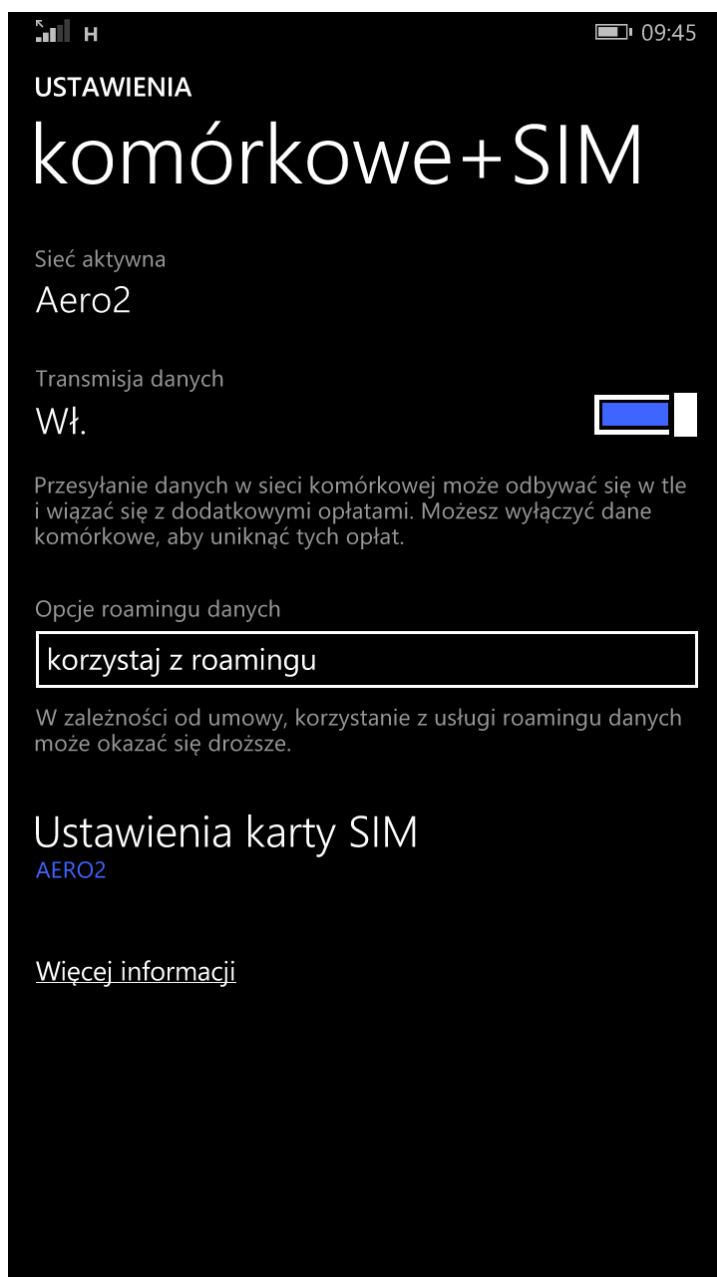 H 09:45
USTAWIENIA
komórkowe+SIM
Sieć aktywna
Aero2
Transmisja danych
Wł.
Przesyłanie danych w sieci komórkowej może odbywać się w tle
i wiązać się z dodatkowymi opłatami. Możesz wyłączyć dane
komórkowe, aby uniknąć tych opłat.
Opcje roamingu danych
korzystaj z roamingu
W zależności od umowy, korzystanie z usługi roamingu danych
może okazać się droższe.
Ustawienia karty SIM
AERO2
Więcej informacji